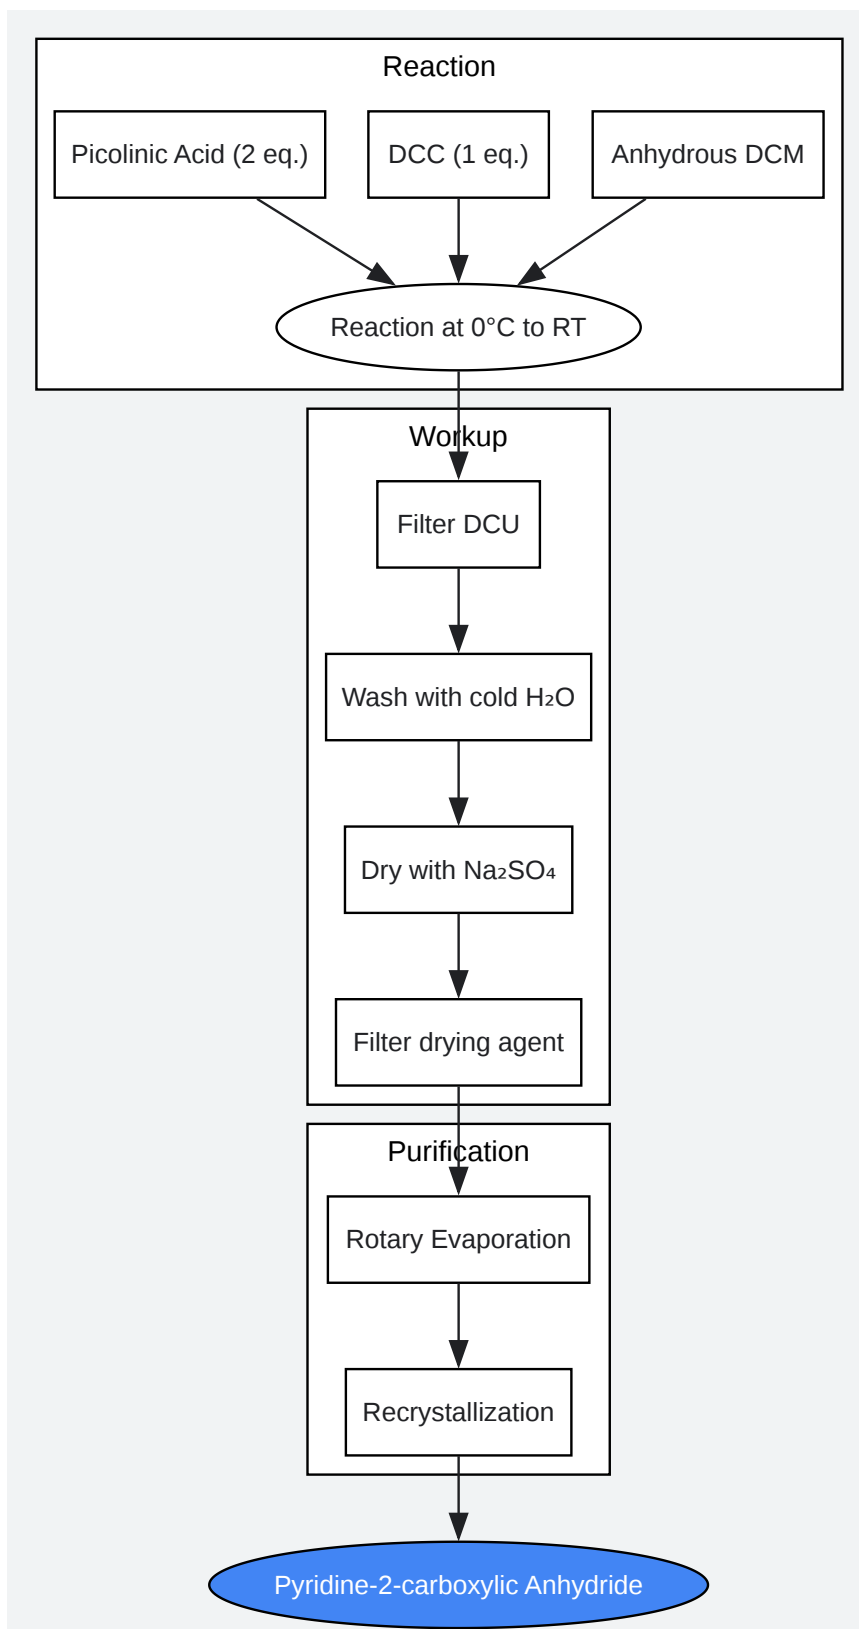 Reaction
Picolinic Acid (2 eq.)
DCC (1 eq.)
Anhydrous DCM
Reaction at 0°C to RT
Workup
Filter DCU
Wash with cold H₂O
Dry with Na₂SO₄
Filter drying agent
Purification
Rotary Evaporation
Recrystallization
Pyridine-2-carboxylic Anhydride